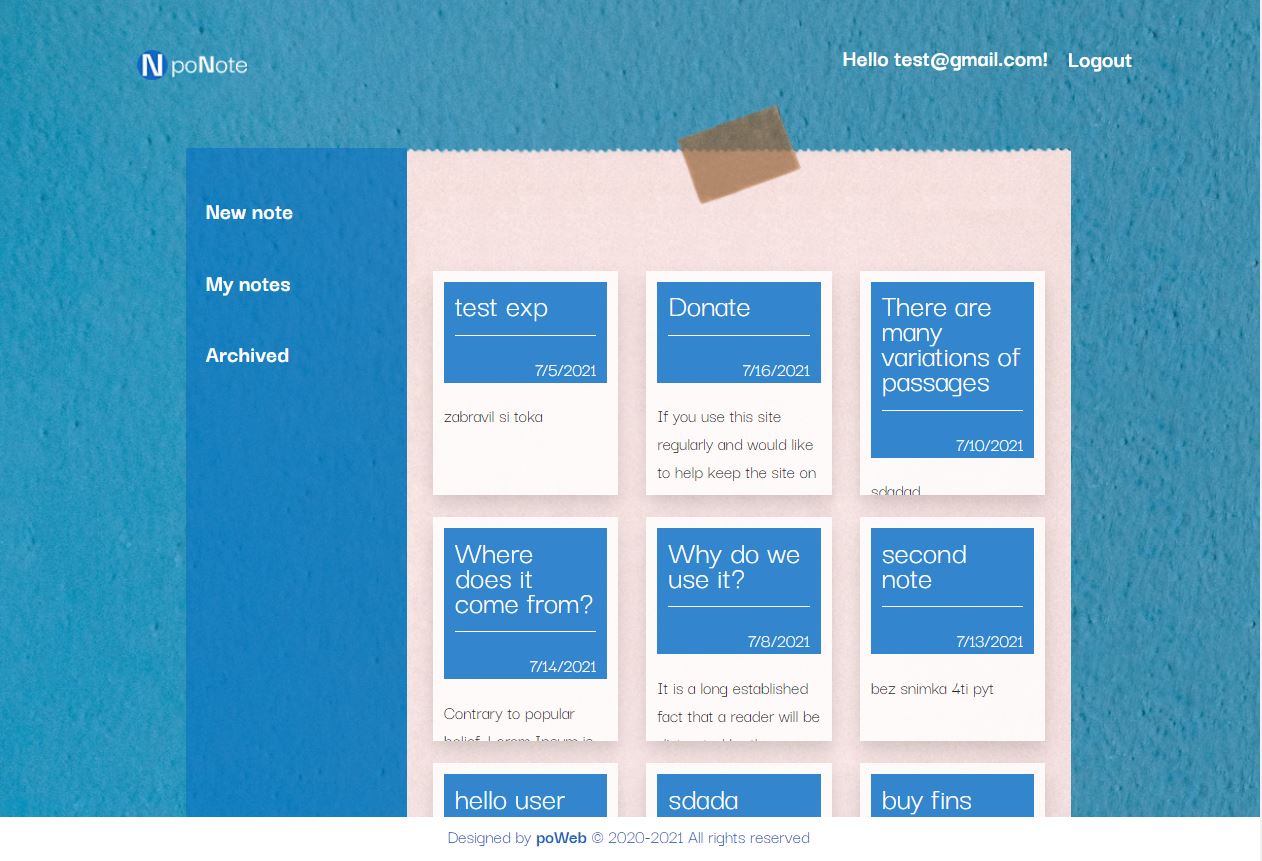 N poNote
Hello test@gmail.com! Logout
New note
My notes
Archived
test exp
7/5/2021
zabravil si toka
Donate
7/16/2021
If you use this site
regularly and would like
to help keep the site on
There are
many
variations of
passages
7/10/2021
sdadad
Where
does it
come from?
7/14/2021
Contrary to popular
belief, Lorem Ipsum is
Why do we
use it?
7/8/2021
It is a long established
fact that a reader will be
second
note
7/13/2021
bez snimka 4ti pyt
hello user
sdada
buy fins
Designed by poWeb © 2020-2021 All rights reserved